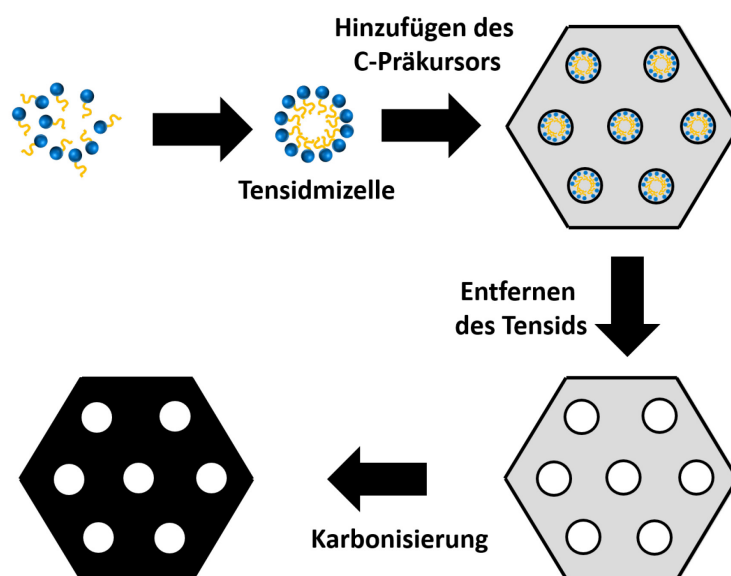 Hinzufügen des
C-Präkursors
Tensidmizelle
Entfernen
des Tensids
Karbonisierung